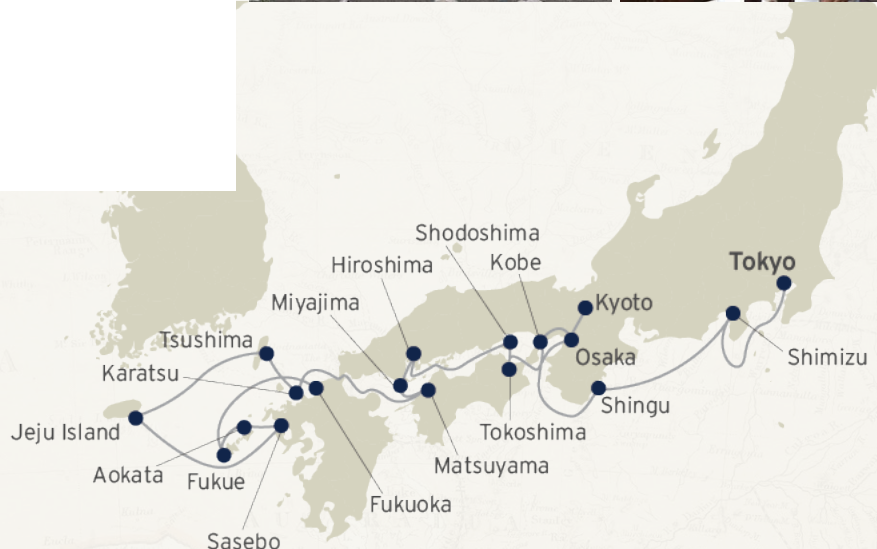 Shodoshima
Hiroshima
Kobe
Tokyo
Miyajima
Kyoto
Tsushima
Osaka
Shimizu
Karatsu
Shingu
Jeju Island
Tokoshima
Aokata
Fukue
Matsuyama
Fukuoka
Sasebo